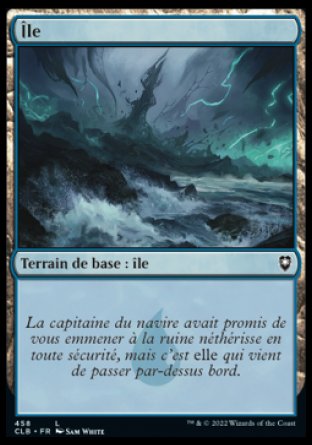 Île
Terrain de base : île
La capitaine du navire avait promis de
vous emmener à la ruine néthérisse en
toute sécurité, mais c'est elle qui vient
de passer par-dessus bord.
458 L
CLB • FR Sam White
™ & © 2022 Wizards of the Coast